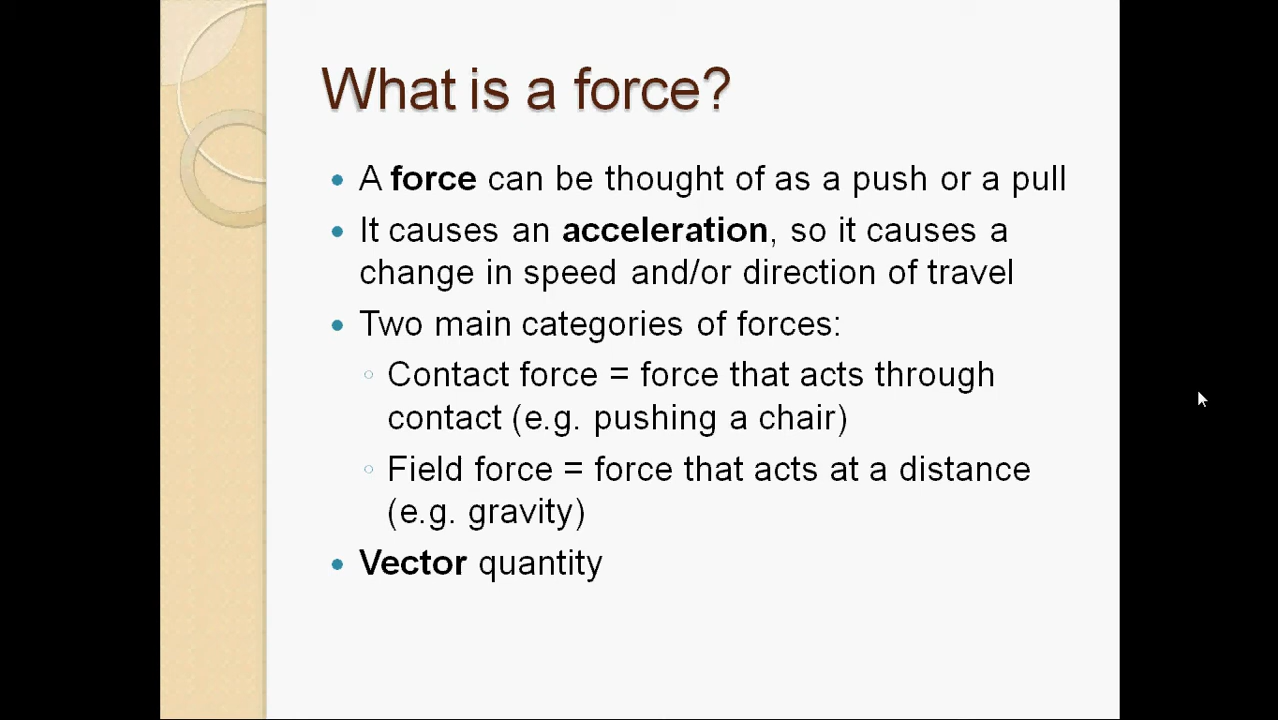 What is a force?
• A force can be thought of as a push or a pull
• It causes an acceleration, so it causes a
change in speed and/or direction of travel
• Two main categories of forces:
◦ Contact force = force that acts through
contact (e.g. pushing a chair)
◦ Field force = force that acts at a distance
(e.g. gravity)
• Vector quantity